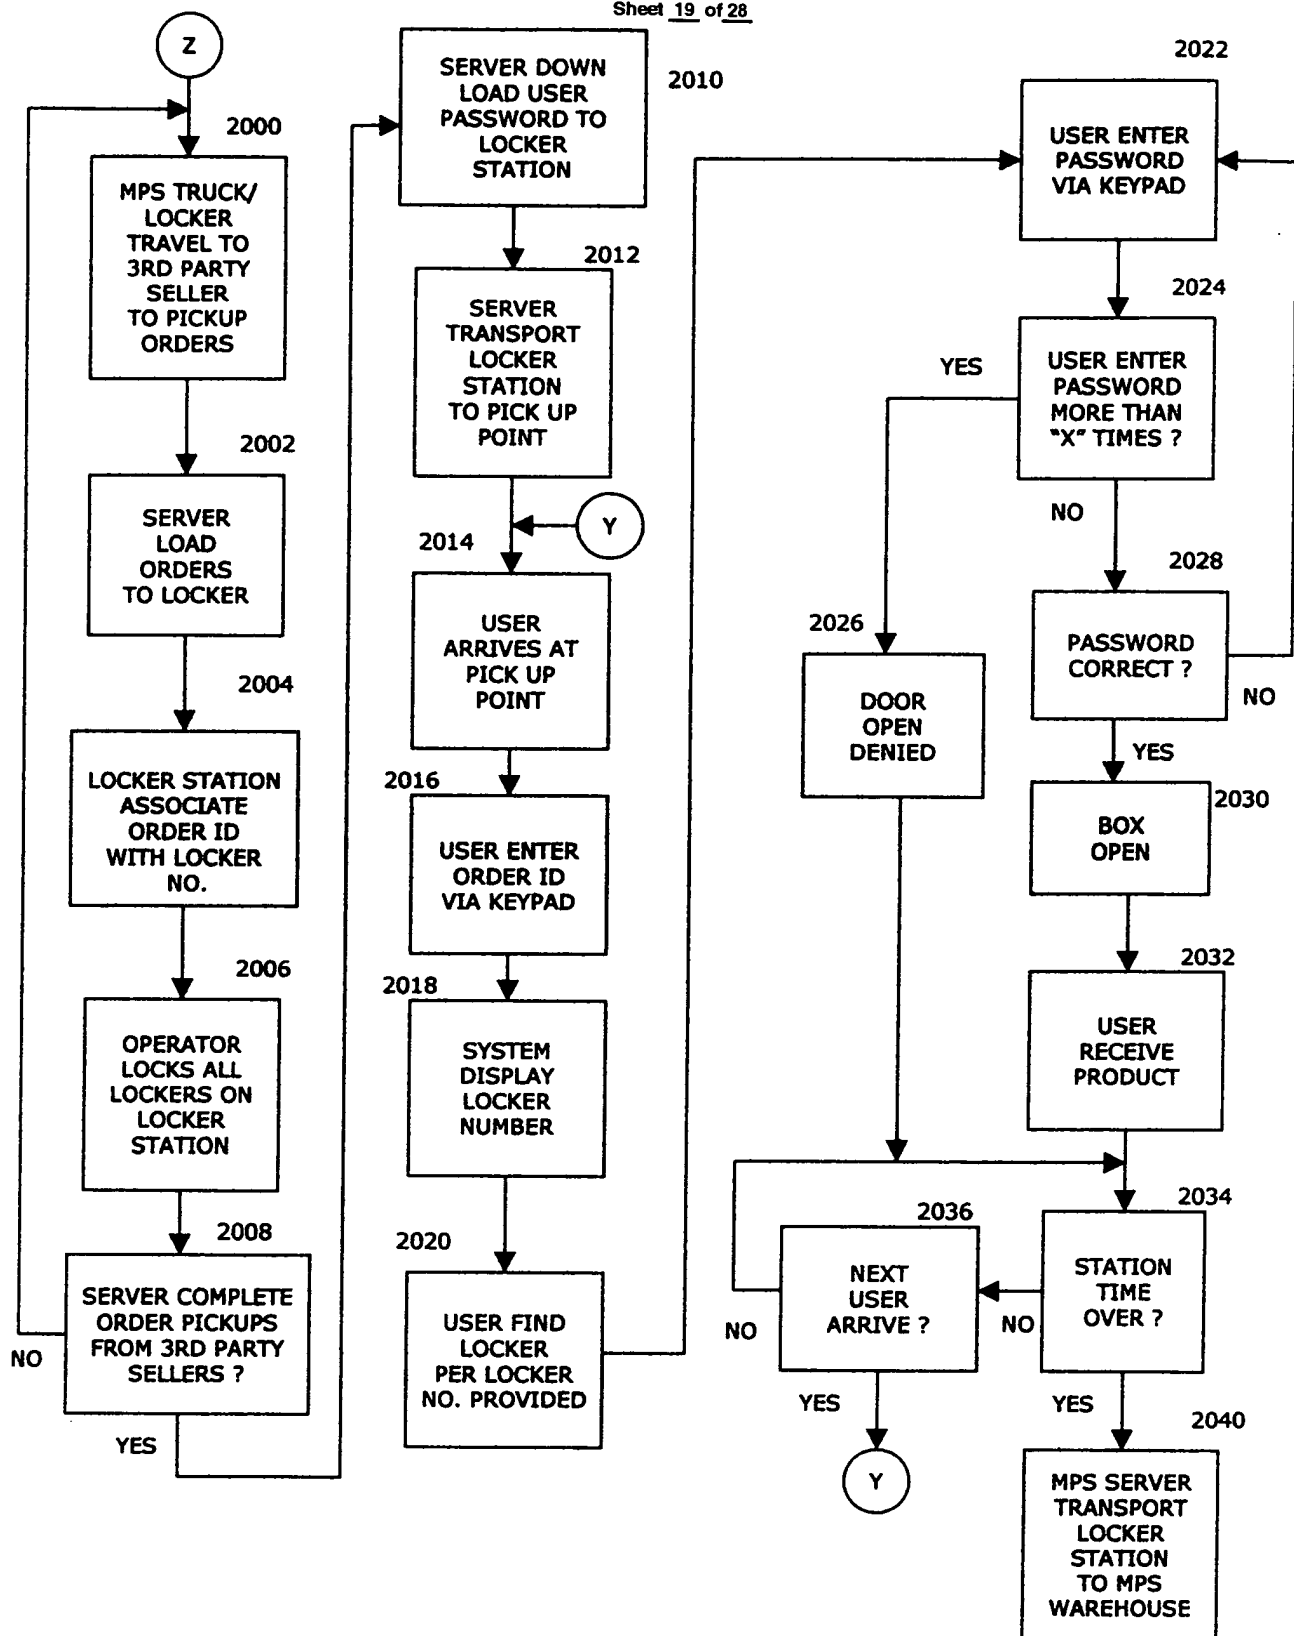 Sheet 19 of 28
Z
2000
MPS TRUCK/
LOCKER
TRAVEL TO
3RD PARTY
SELLER
TO PICKUP
ORDERS
2002
SERVER
LOAD
ORDERS
TO LOCKER
2004
LOCKER STATION
ASSOCIATE
ORDER ID
WITH LOCKER
NO.
2006
OPERATOR
LOCKS ALL
LOCKERS ON
LOCKER
STATION
2008
SERVER COMPLETE
ORDER PICKUPS
FROM 3RD PARTY
SELLERS ?
NO
YES
SERVER DOWN
LOAD USER
PASSWORD TO
LOCKER
STATION
2010
2012
SERVER
TRANSPORT
LOCKER
STATION
TO PICK UP
POINT
Y
2014
USER
ARRIVES AT
PICK UP
POINT
2016
USER ENTER
ORDER ID
VIA KEYPAD
2018
SYSTEM
DISPLAY
LOCKER
NUMBER
2020
USER FIND
LOCKER
PER LOCKER
NO. PROVIDED
2022
USER ENTER
PASSWORD
VIA KEYPAD
2024
USER ENTER
PASSWORD
MORE THAN
"X" TIMES ?
YES
NO
2026
DOOR
OPEN
DENIED
2028
PASSWORD
CORRECT ?
NO
YES
2030
BOX
OPEN
2032
USER
RECEIVE
PRODUCT
2034
STATION
TIME
OVER ?
NO
YES
2036
NEXT
USER
ARRIVE ?
NO
YES
Y
2040
MPS SERVER
TRANSPORT
LOCKER
STATION
TO MPS
WAREHOUSE